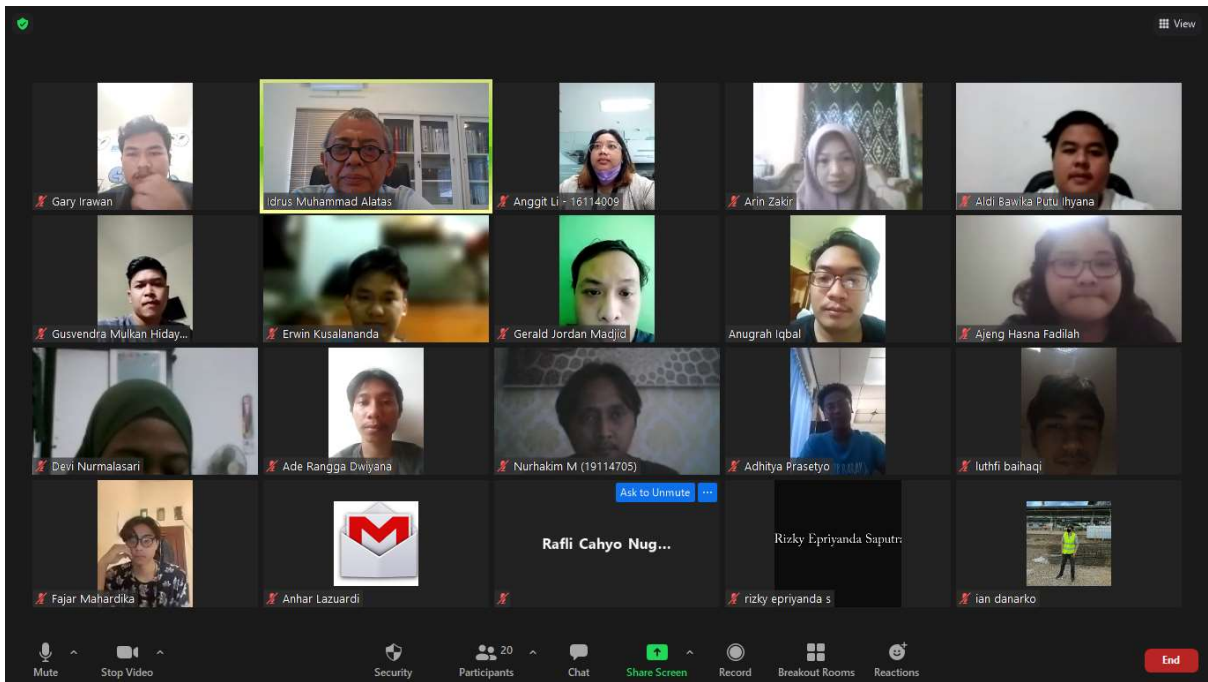 View
Gary Irawan
Idrus Muhammad Alatas
Anggit Li - 16114009
Arin Zakir
Aldi Bawika Putu Ihyana
Gusvendra Mulkan Hiday...
Erwin Kusalananda
Gerald Jordan Madjid
Anugrah Iqbal
Ajeng Hasna Fadilah
Devi Nurmalasari
Ade Rangga Dwiyana
Nurhakim M (19114705)
Adhitya Prasetyo
luthfi baihaqi
Fajar Mahardika
Anhar Lazuardi
Ask to Unmute ...
Rafli Cahyo Nug...
Rizky Epriyanda Saputra
rizky epriyanda s
ian danarko
Mute
Stop Video
Security
20
Participants
Chat
Share Screen
Record
Breakout Rooms
Reactions
End